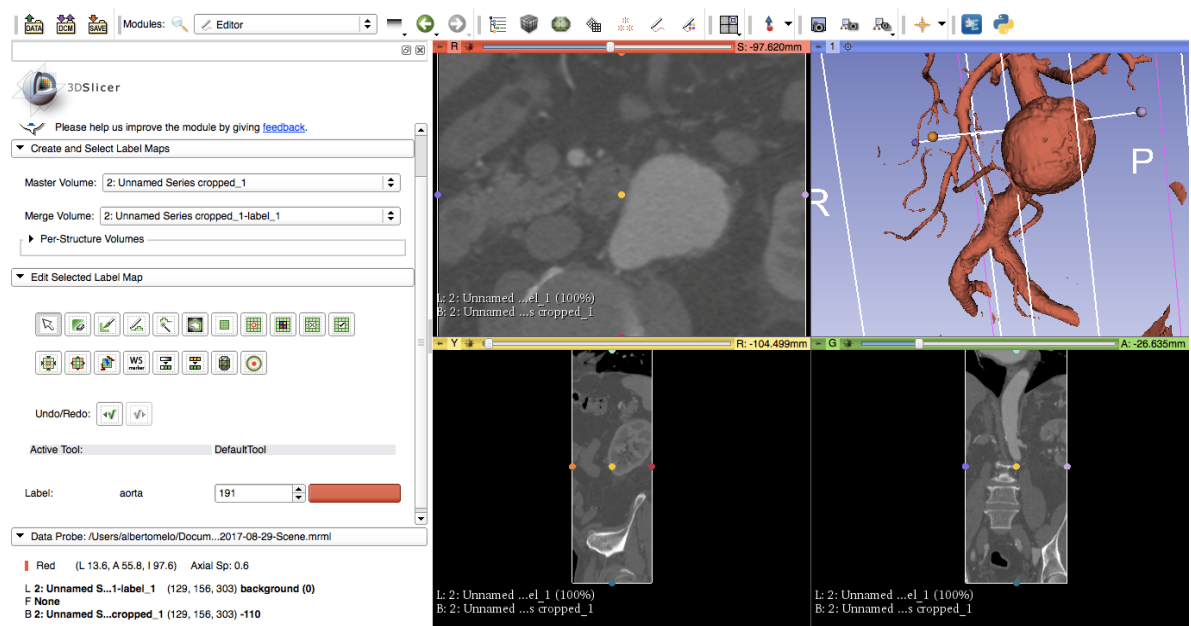 DATA DCM SAVE Modules: Editor
R S: -97.620mm 1
3DSlicer
Please help us improve the module by giving feedback.
Create and Select Label Maps
Master Volume: 2: Unnamed Series cropped_1
Merge Volume: 2: Unnamed Series cropped_1-label_1
Per-Structure Volumes
Edit Selected Label Map
WS
marker
Undo/Redo:
Active Tool: DefaultTool
Label: aorta 191
Data Probe: /Users/albertomelo/Docum...2017-08-29-Scene.mrml
Red (L 13.6, A 55.8, I 97.6) Axial Sp: 0.6
L 2: Unnamed S...1-label_1 (129, 156, 303) background (0)
F None
B 2: Unnamed S...cropped_1 (129, 156, 303) -110
L: 2: Unnamed ...el_1 (100%)
B: 2: Unnamed ...s cropped_1
R
P
Y R: -104.499mm
G A: -26.635mm
L: 2: Unnamed ...el_1 (100%)
B: 2: Unnamed ...s cropped_1
L: 2: Unnamed ...el_1 (100%)
B: 2: Unnamed ...s cropped_1